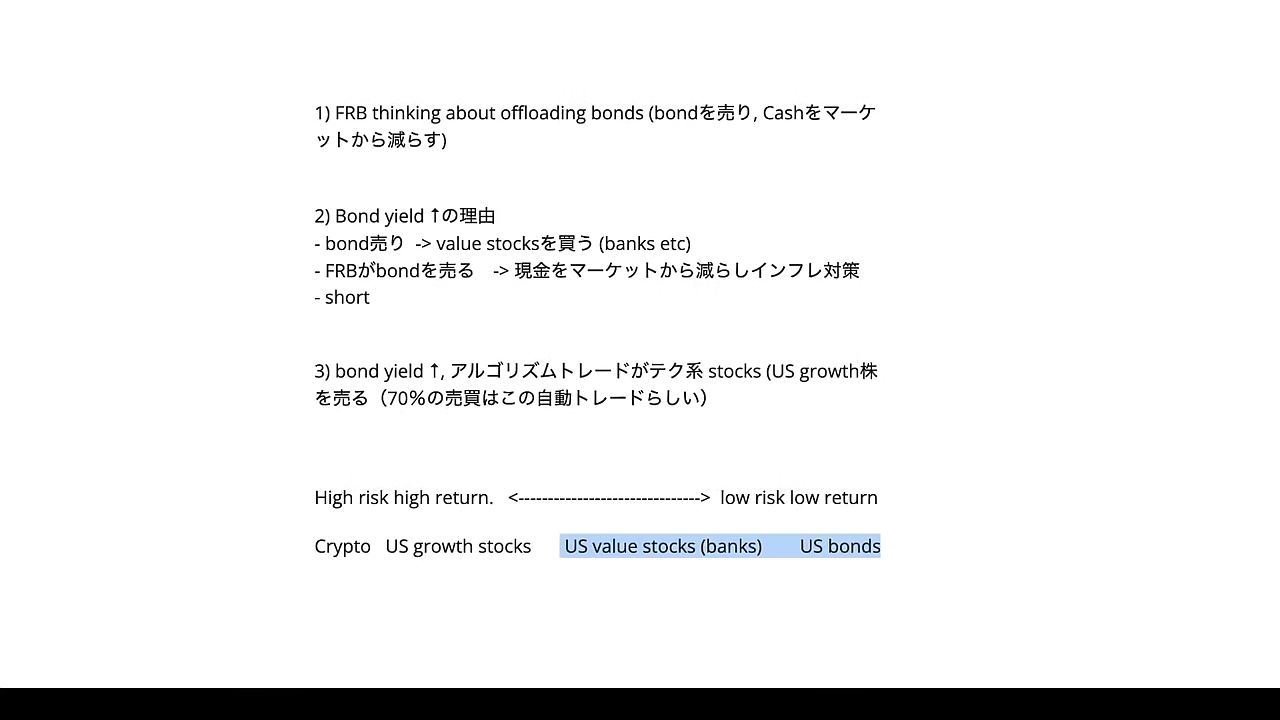 1) FRB thinking about offloading bonds (bondを売り, Cashをマーケ
ットから減らす)
2) Bond yield ↑の理由
- bond売り -> value stocksを買う (banks etc)
- FRBがbondを売る -> 現金をマーケットから減らしインフレ対策
- short
3) bond yield ↑, アルゴリズムトレードがテク系 stocks (US growth株
を売る（70%の売買はこの自動トレードらしい）
High risk high return. <-------------------------------> low risk low return
Crypto US growth stocks US value stocks (banks) US bonds